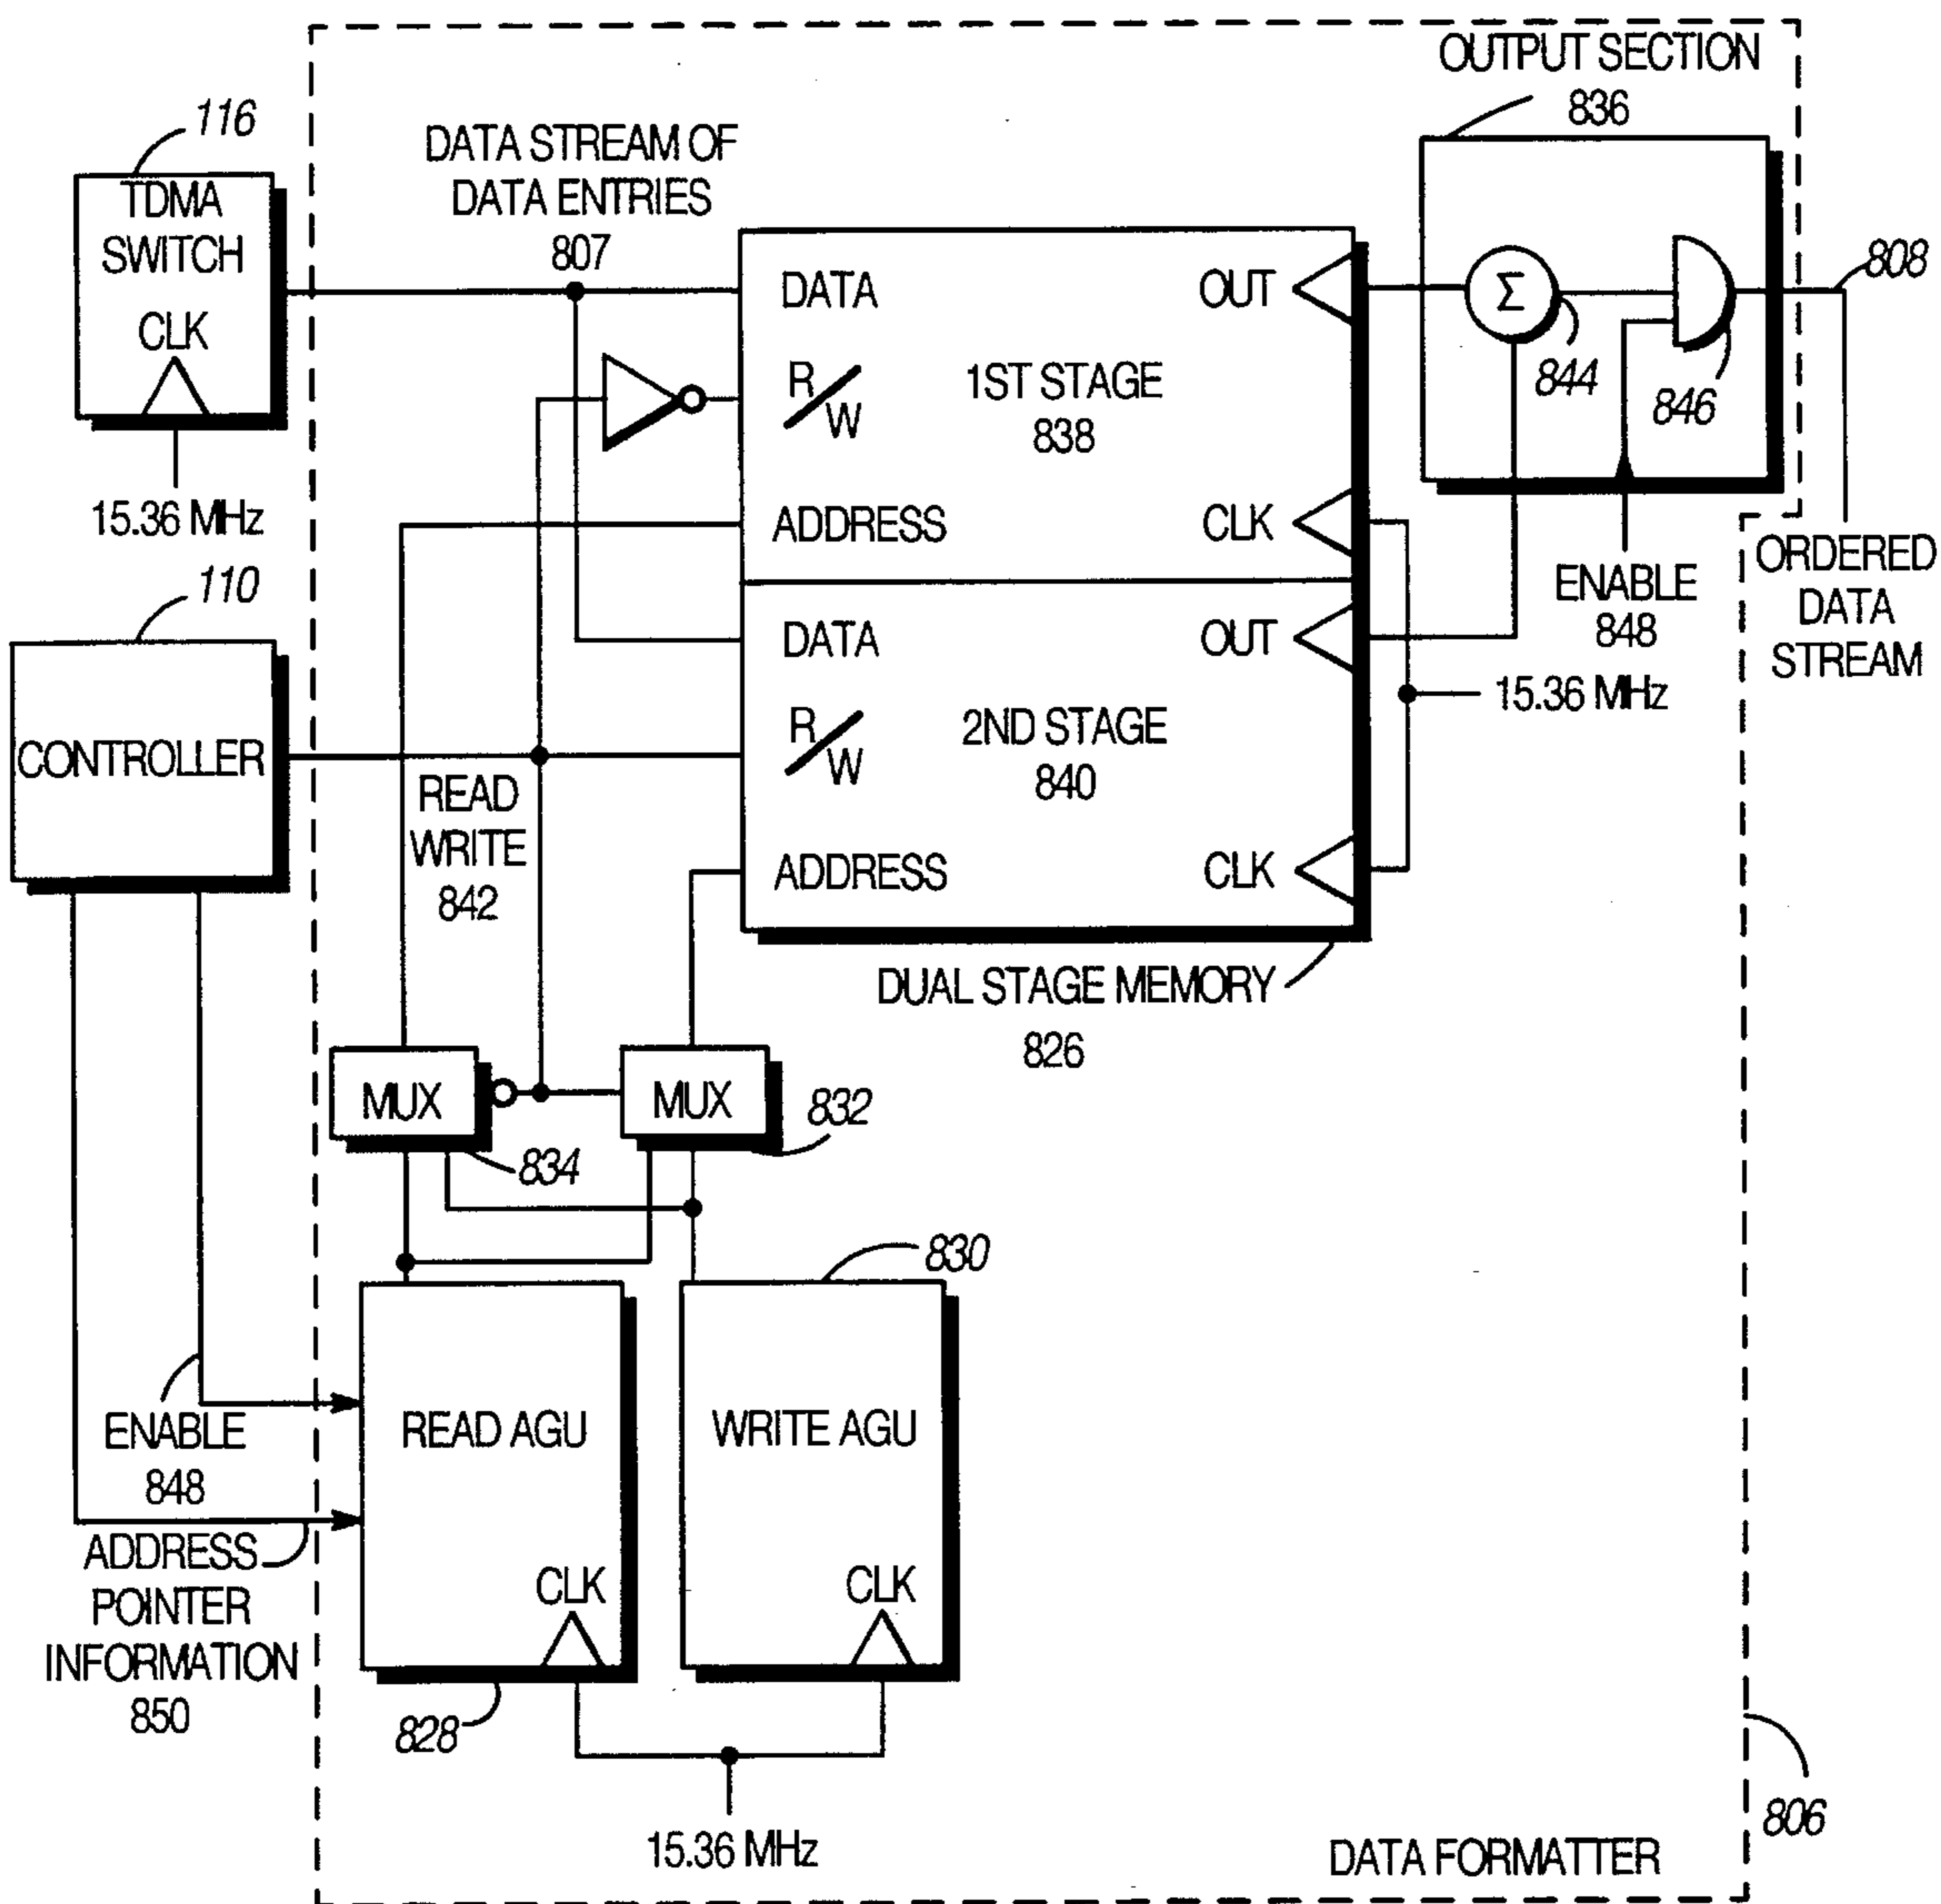 OUTPUT SECTION
836
116
TDMA
SWITCH
CLK
15.36 MHz
DATA STREAM OF
DATA ENTRIES
807
DATA
R/W
ADDRESS
1ST STAGE
838
OUT
CLK
Σ
844
846
808
ENABLE
848
ORDERED
DATA
STREAM
110
CONTROLLER
READ
WRITE
842
DATA
R/W
ADDRESS
2ND STAGE
840
OUT
CLK
15.36 MHz
DUAL STAGE MEMORY
826
MUX
834
MUX
832
830
READ AGU
CLK
828
WRITE AGU
CLK
ENABLE
848
ADDRESS
POINTER
INFORMATION
850
15.36 MHz
DATA FORMATTER
806